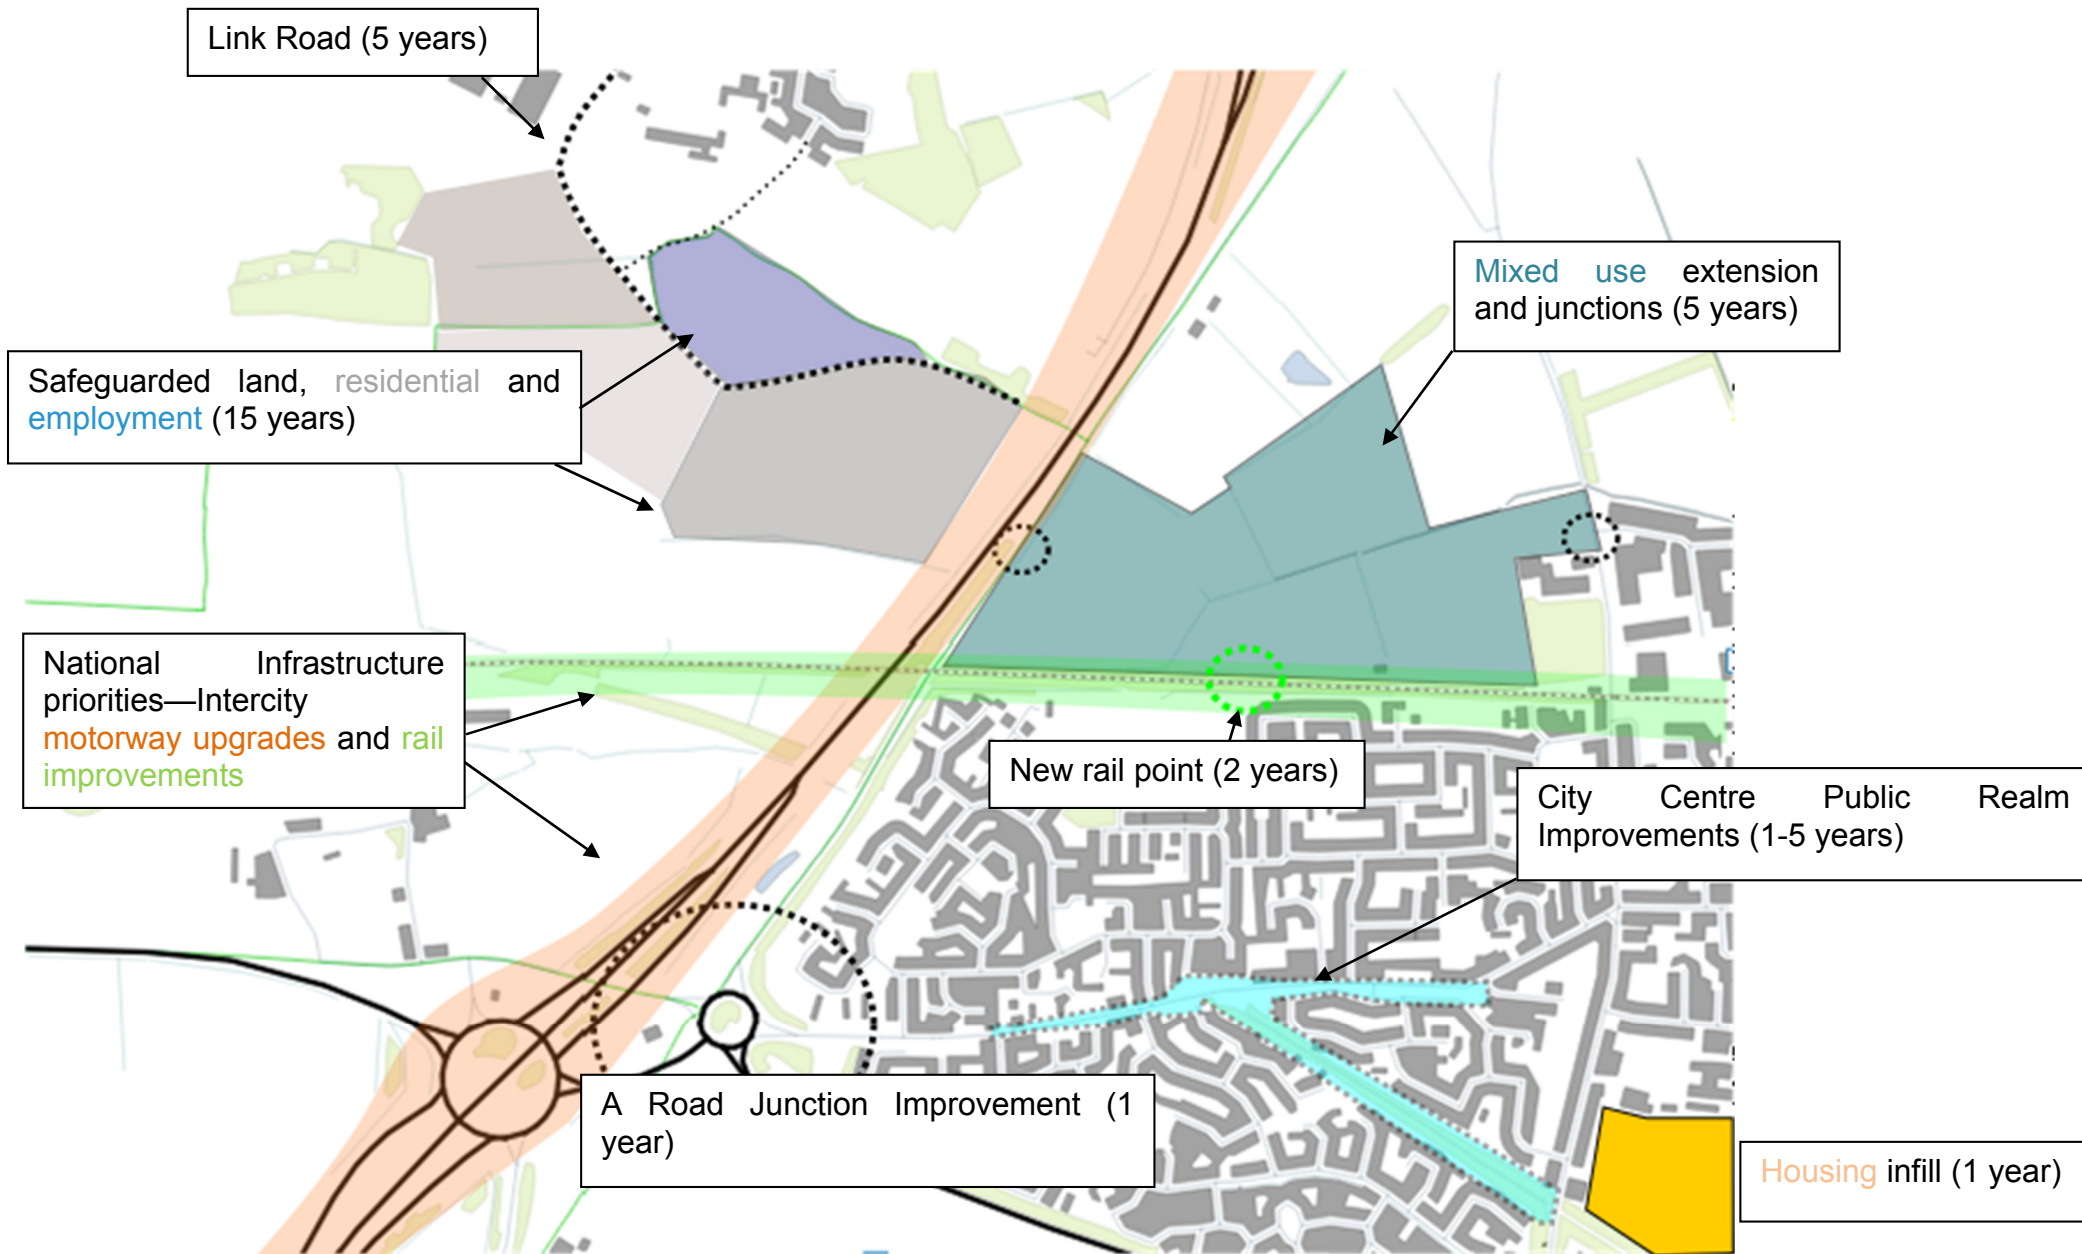 Link Road (5 years)
Mixed use extension
and junctions (5 years)
Safeguarded land, residential and
employment (15 years)
National Infrastructure
priorities—Intercity
motorway upgrades and rail
improvements
New rail point (2 years)
City Centre Public Realm
Improvements (1-5 years)
A Road Junction Improvement (1
year)
Housing infill (1 year)